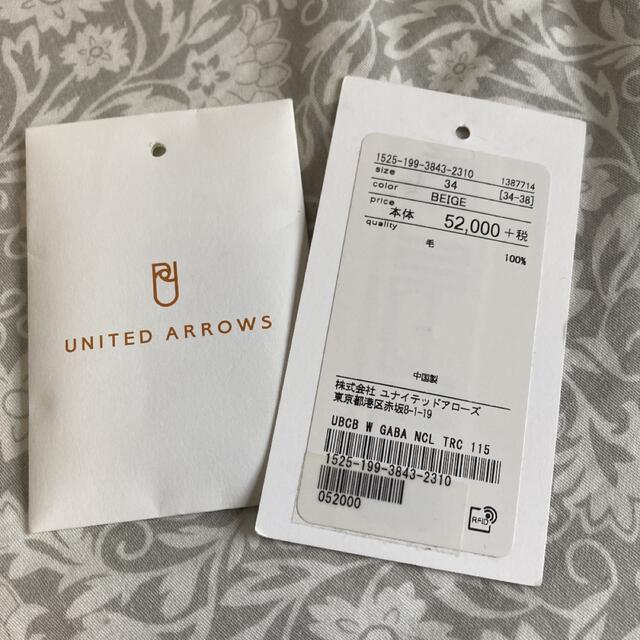 UNITED ARROWS
1525-199-3843-2310 1387714
size 34 [34-38]
color BEIGE
price 本体 52,000 +税
quality
毛 100%
中国製
株式会社 ユナイテッドアローズ
東京都港区赤坂8-1-19
UBCB W GABA NCL TRC 115
1525-199-3843-2310
052000
RFID